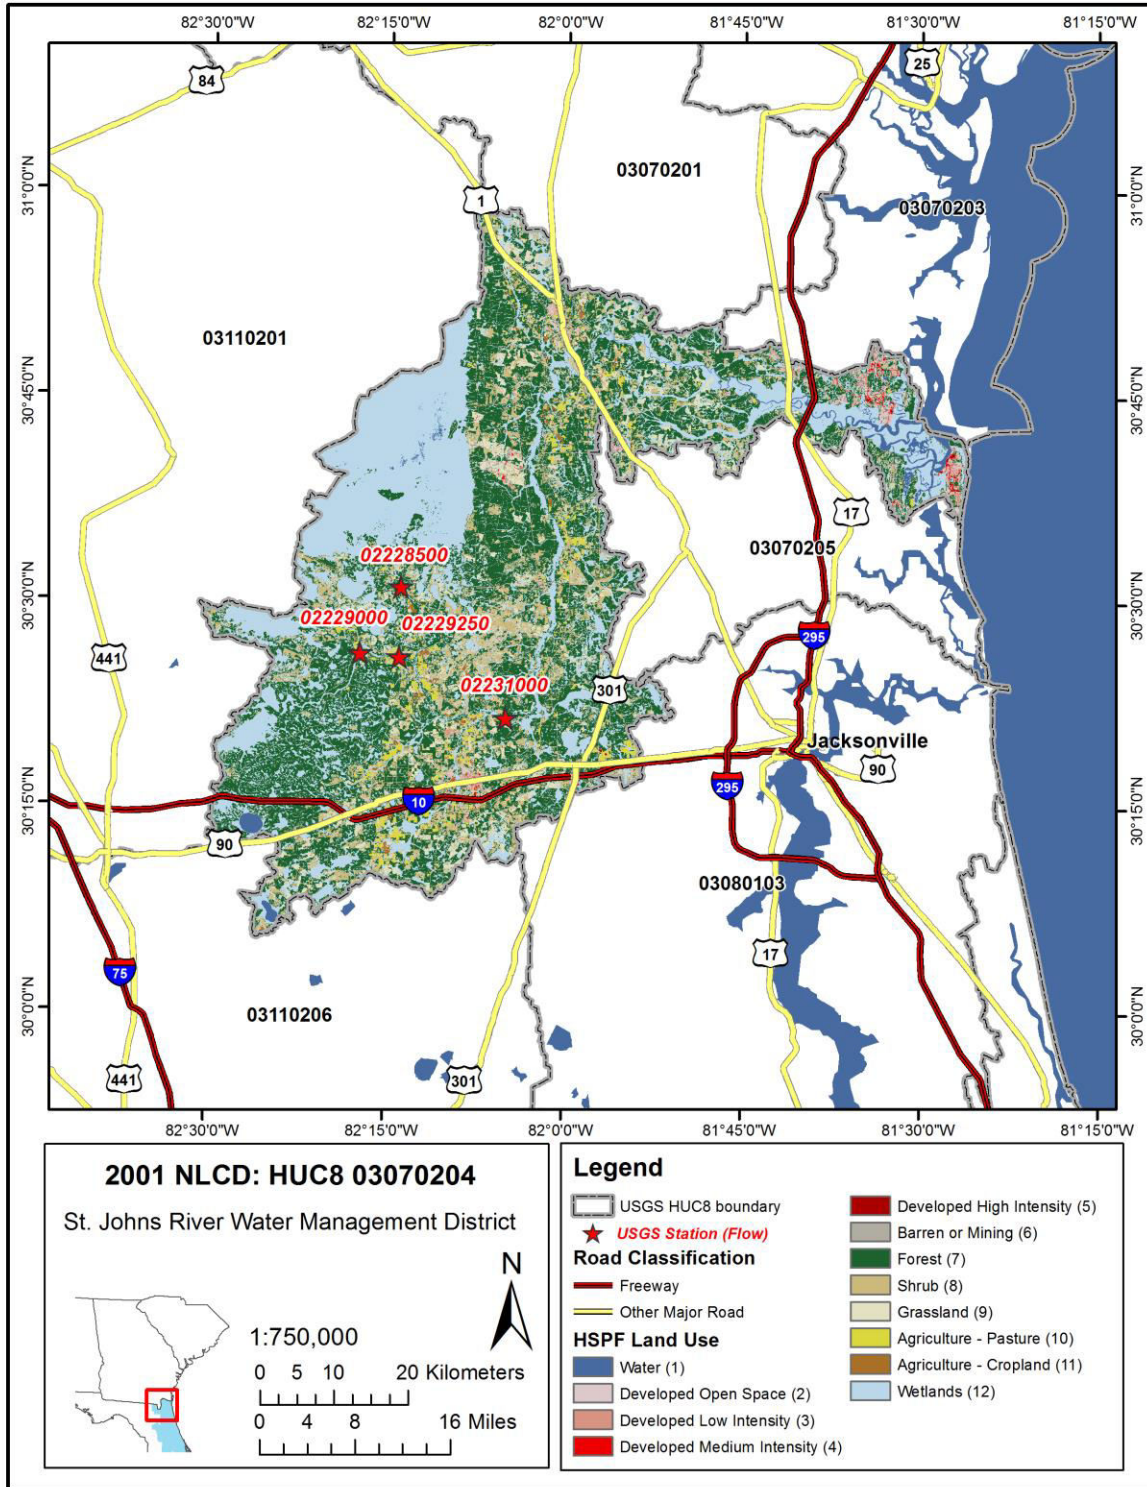 82°30'0"W
82°15'0"W
82°0'0"W
81°45'0"W
81°30'0"W
81°15'0"W
31°0'0"N
30°45'0"N
30°30'0"N
30°15'0"N
30°0'0"N
31°0'0"N
30°45'0"N
30°30'0"N
30°15'0"N
30°0'0"N
84
25
1
03070201
03070203
03110201
17
03070205
02228500
02229000
02229250
02231000
441
301
295
Jacksonville
90
10
295
90
03080103
17
75
03110206
441
301
82°30'0"W
82°15'0"W
82°0'0"W
81°45'0"W
81°30'0"W
81°15'0"W
2001 NLCD: HUC8 03070204
St. Johns River Water Management District
N
1:750,000
0 5 10 20 Kilometers
0 4 8 16 Miles
Legend
USGS HUC8 boundary
USGS Station (Flow)
Road Classification
Freeway
Other Major Road
HSPF Land Use
Water (1)
Developed Open Space (2)
Developed Low Intensity (3)
Developed Medium Intensity (4)
Developed High Intensity (5)
Barren or Mining (6)
Forest (7)
Shrub (8)
Grassland (9)
Agriculture - Pasture (10)
Agriculture - Cropland (11)
Wetlands (12)